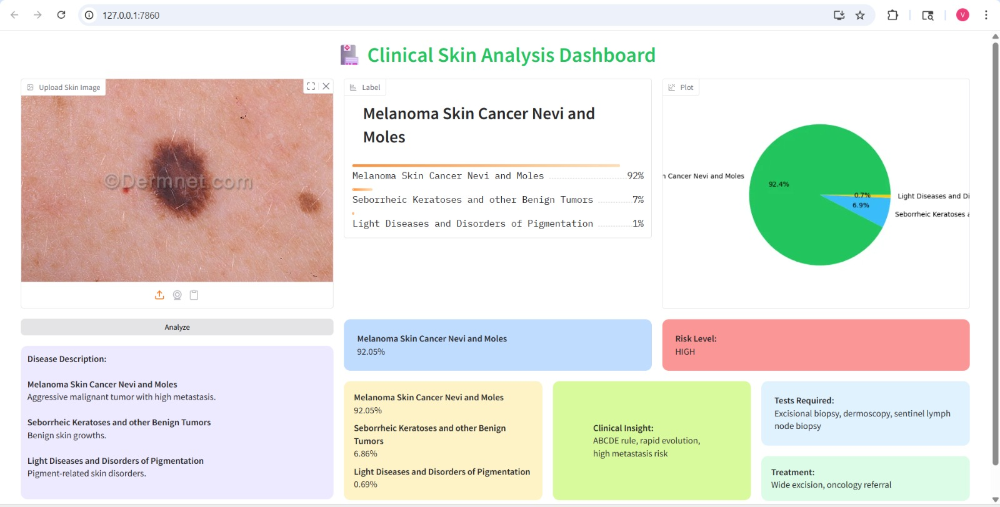 127.0.0.1:7860
V
Clinical Skin Analysis Dashboard
Upload Skin Image
©Dermnet.com
Analyze
Disease Description:
Melanoma Skin Cancer Nevi and Moles
Aggressive malignant tumor with high metastasis.
Seborrheic Keratoses and other Benign Tumors
Benign skin growths.
Light Diseases and Disorders of Pigmentation
Pigment-related skin disorders.
Label
Melanoma Skin Cancer Nevi and
Moles
Melanoma Skin Cancer Nevi and Moles 92%
Seborrheic Keratoses and other Benign Tumors 7%
Light Diseases and Disorders of Pigmentation 1%
Plot
n Cancer Nevi and Moles
92.4%
0.7%
6.9%
Light Diseases and Di
Seborrheic Keratoses a
Melanoma Skin Cancer Nevi and Moles
92.05%
Risk Level:
HIGH
Melanoma Skin Cancer Nevi and Moles
92.05%
Seborrheic Keratoses and other Benign
Tumors
6.86%
Light Diseases and Disorders of Pigmentation
0.69%
Clinical Insight:
ABCDE rule, rapid evolution,
high metastasis risk
Tests Required:
Excisional biopsy, dermoscopy, sentinel lymph
node biopsy
Treatment:
Wide excision, oncology referral